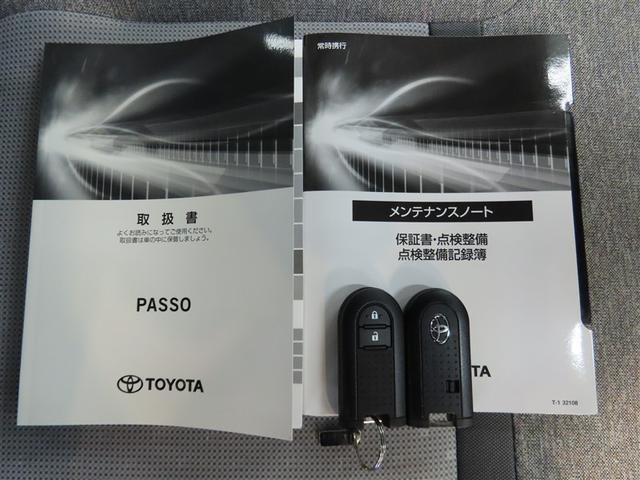 取扱書
よくお読みになってご使用ください。
取扱書は車の中に保管しましょう。
PASSO
TOYOTA
常時携行
メンテナンスノート
保証書・点検整備
点検整備記録簿
T-1 32108